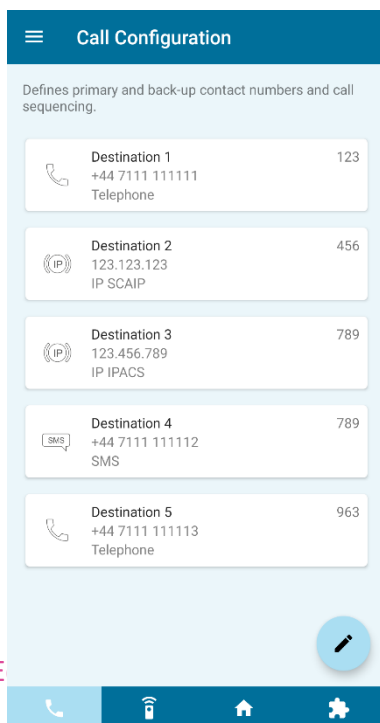 Call Configuration
Defines primary and back-up contact numbers and call
sequencing.
Destination 1 123
+44 7111 111111
Telephone
Destination 2 456
IP
123.123.123
IP SCAIP
Destination 3 789
IP
123.456.789
IP IPACS
Destination 4 789
SMS
+44 7111 111112
SMS
Destination 5 963
+44 7111 111113
Telephone